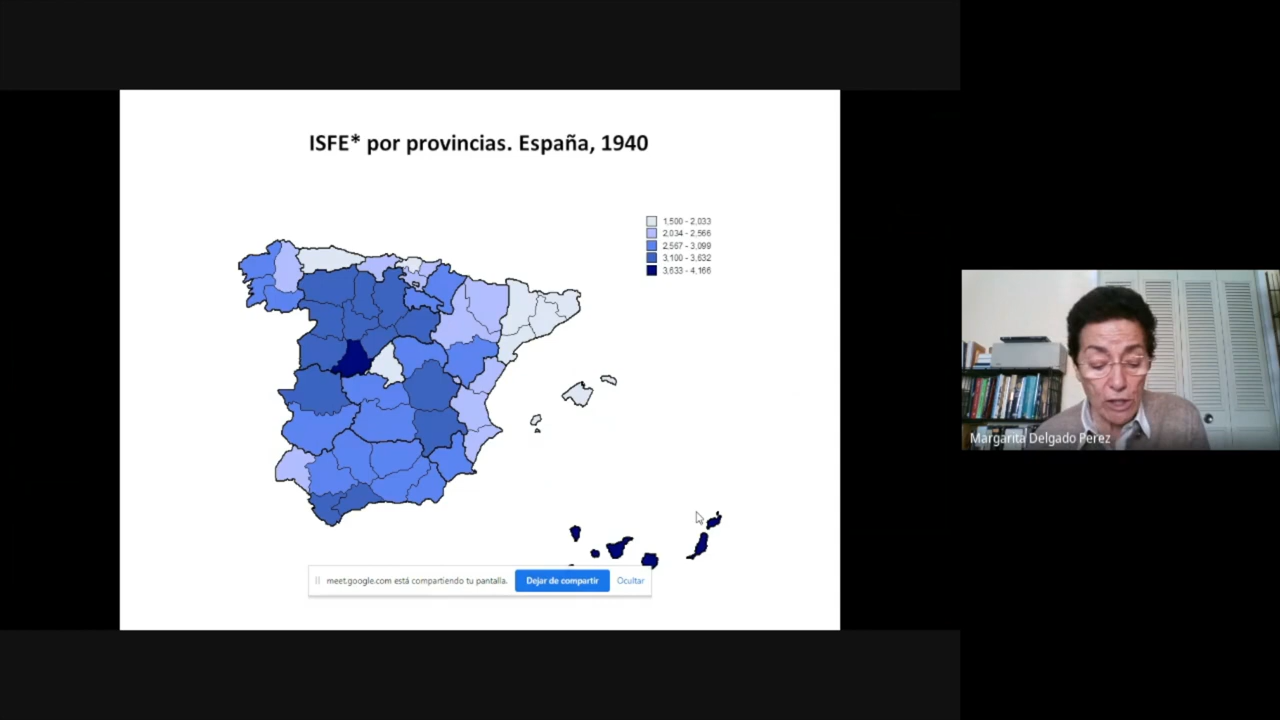 ISFE* por provincias. España, 1940
1,500 - 2,033
2,034 - 2,566
2,567 - 3,099
3,100 - 3,632
3,633 - 4,166
Margarita Delgado Perez
meet.google.com está compartiendo tu pantalla.
Dejar de compartir
Ocultar